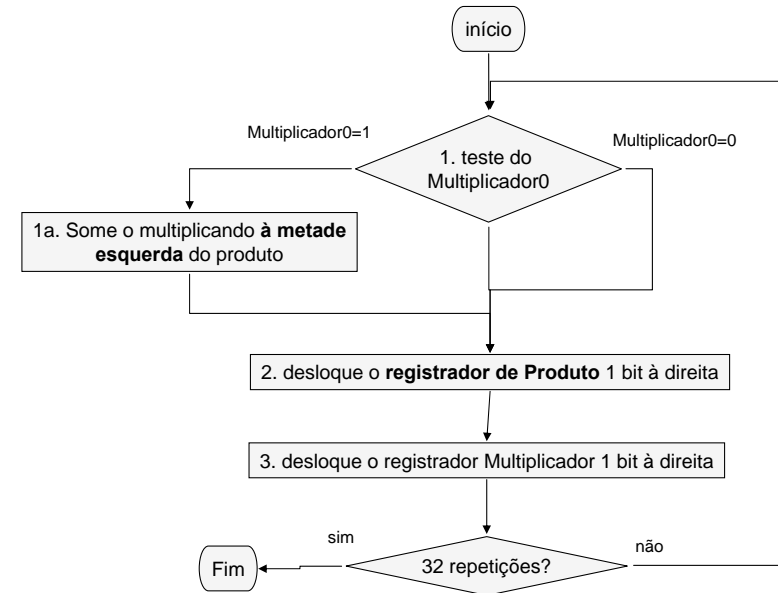 início
Multiplicador0=1
Multiplicador0=0
1. teste do
Multiplicador0
1a. Some o multiplicando à metade
esquerda do produto
2. desloque o registrador de Produto 1 bit à direita
3. desloque o registrador Multiplicador 1 bit à direita
sim
não
Fim
32 repetições?